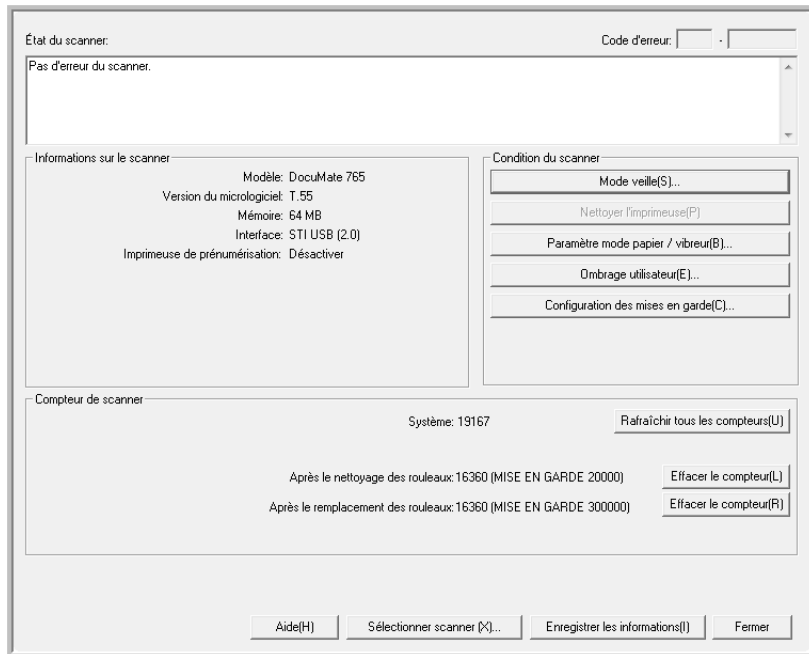 État du scanner:
Code d'erreur: -
Pas d'erreur du scanner.
Informations sur le scanner
Modèle: DocuMate 765
Version du micrologiciel: T.55
Mémoire: 64 MB
Interface: STI USB (2.0)
Imprimeuse de prénumérisation: Désactiver
Condition du scanner
Mode veille(S)...
Nettoyer l'imprimeuse(P)
Paramètre mode papier / vibreur(B)...
Ombrage utilisateur(E)...
Configuration des mises en garde(C)...
Compteur de scanner
Système: 19167
Rafraîchir tous les compteurs(U)
Après le nettoyage des rouleaux: 16360 (MISE EN GARDE 20000)
Effacer le compteur(L)
Après le remplacement des rouleaux: 16360 (MISE EN GARDE 300000)
Effacer le compteur(R)
Aide(H)
Sélectionner scanner (X)...
Enregistrer les informations(I)
Fermer